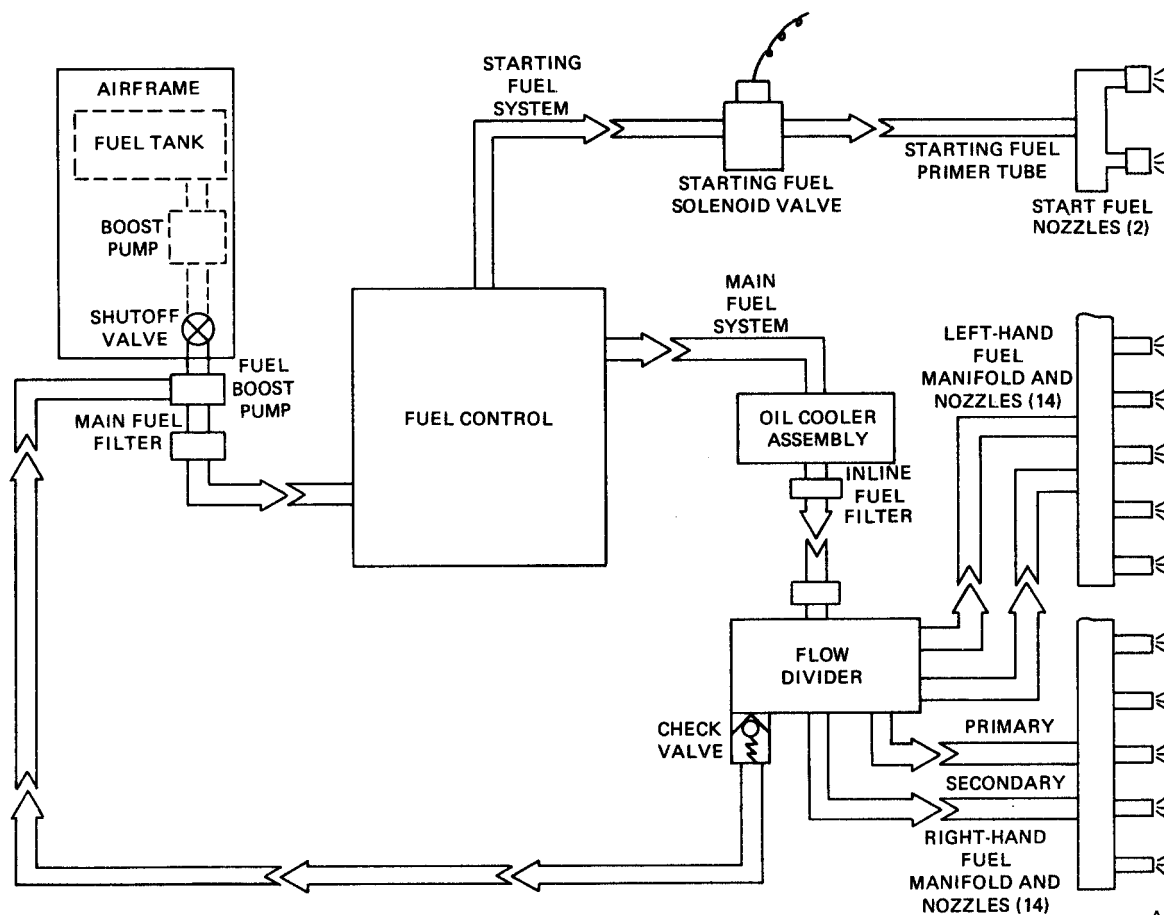 AIRFRAME
FUEL TANK
BOOST
PUMP
SHUTOFF
VALVE
FUEL
BOOST
PUMP
MAIN FUEL
FILTER
FUEL CONTROL
STARTING
FUEL
SYSTEM
STARTING FUEL
SOLENOID VALVE
STARTING FUEL
PRIMER TUBE
START FUEL
NOZZLES (2)
MAIN
FUEL
SYSTEM
OIL COOLER
ASSEMBLY
INLINE
FUEL
FILTER
LEFT-HAND
FUEL
MANIFOLD AND
NOZZLES (14)
FLOW
DIVIDER
CHECK
VALVE
PRIMARY
SECONDARY
RIGHT-HAND
FUEL
MANIFOLD AND
NOZZLES (14)